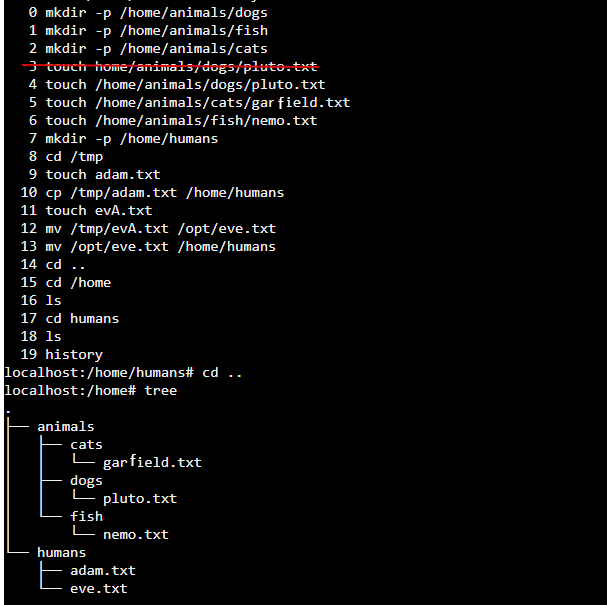 0 mkdir -p /home/animals/dogs
1 mkdir -p /home/animals/fish
2 mkdir -p /home/animals/cats
3 touch home/animals/dogs/pluto.txt
4 touch /home/animals/dogs/pluto.txt
5 touch /home/animals/cats/garfield.txt
6 touch /home/animals/fish/nemo.txt
7 mkdir -p /home/humans
8 cd /tmp
9 touch adam.txt
10 cp /tmp/adam.txt /home/humans
11 touch evA.txt
12 mv /tmp/evA.txt /opt/eve.txt
13 mv /opt/eve.txt /home/humans
14 cd ..
15 cd /home
16 ls
17 cd humans
18 ls
19 history
localhost:/home/humans# cd ..
localhost:/home# tree
.
├── animals
│   ├── cats
│   │   └── garfield.txt
│   ├── dogs
│   │   └── pluto.txt
│   └── fish
│       └── nemo.txt
└── humans
    ├── adam.txt
    └── eve.txt